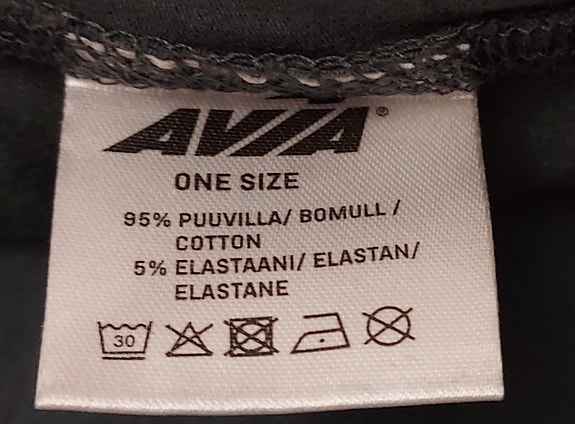 AVIA®
ONE SIZE
95% PUUVILLA/ BOMULL /
COTTON
5% ELASTAANI/ ELASTAN/
ELASTANE
30